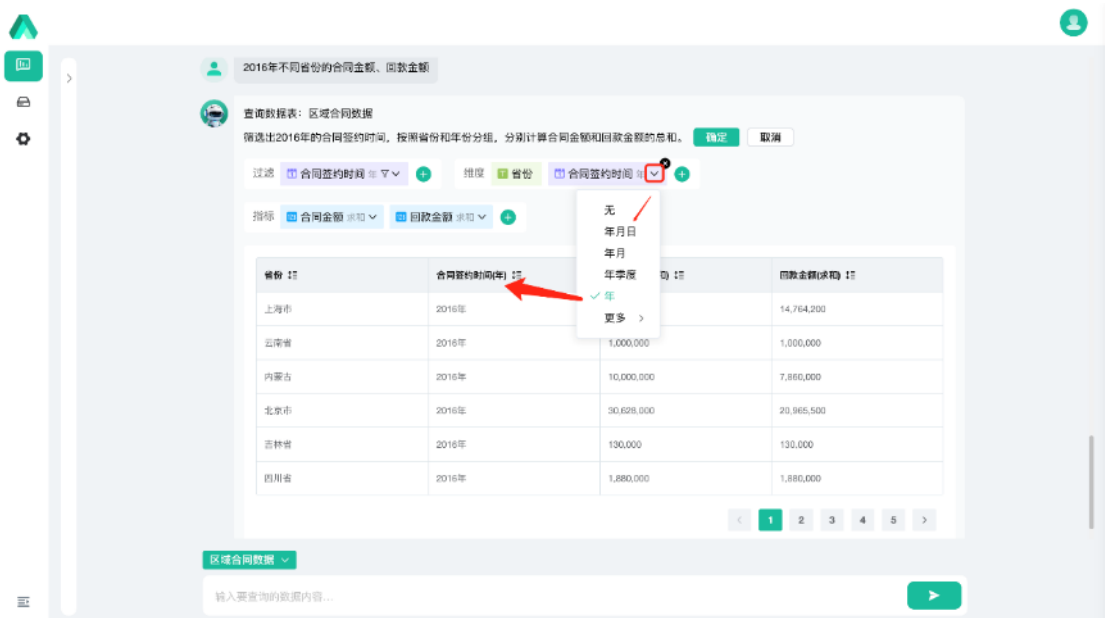 2016年不同省份的合同金额、回款金额
查询数据表：区域合同数据
筛选出2016年的合同签约时间，按照省份和年份分组，分别计算合同金额和回款金额的总和。 确定 取消
过滤 合同签约时间 年 维度 省份 合同签约时间 年
指标 合同金额 求和 回款金额 求和
无
年月日
年月
年季度
年
更多
省份 合同签约时间(年) 回款金额(求和)
上海市 2016年 14,764,200
云南省 2016年 1,000,000 1,000,000
内蒙古 2016年 10,000,000 7,860,000
北京市 2016年 30,628,000 20,965,500
吉林省 2016年 130,000 130,000
四川省 2016年 1,880,000 1,880,000
1 2 3 4 5
区域合同数据
输入要查询的数据内容...